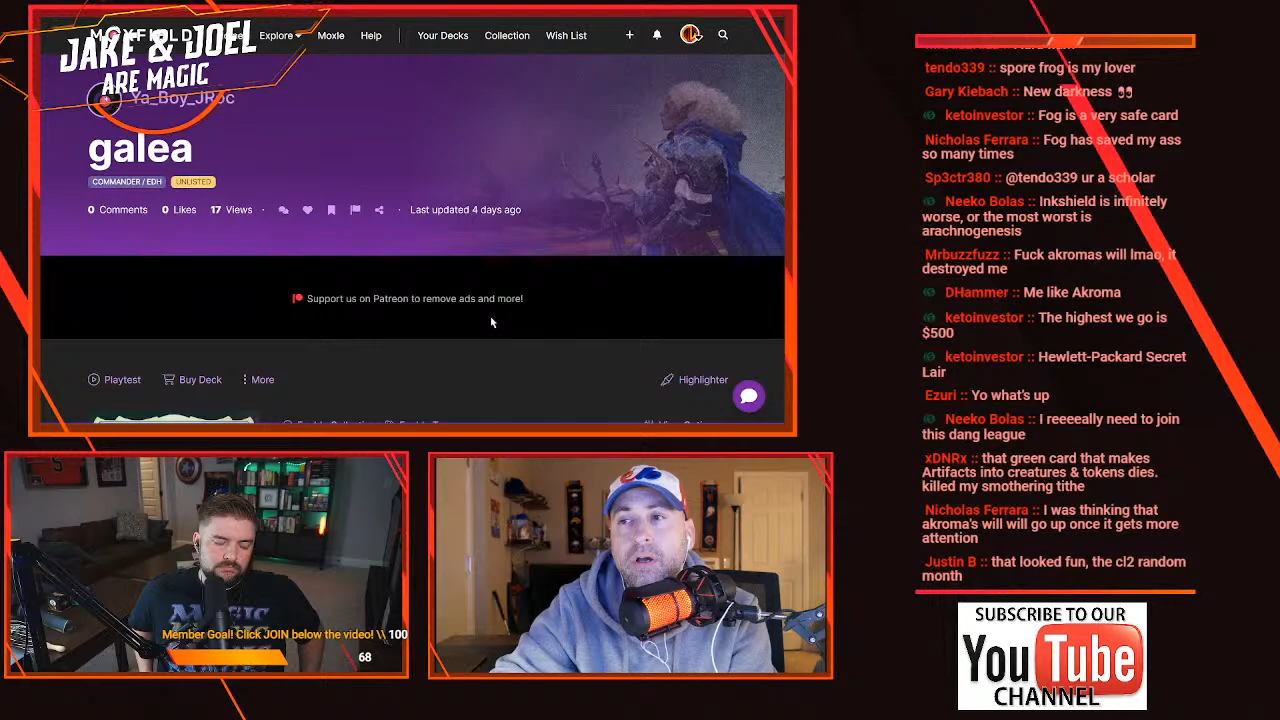 MOXFIELD
Explore
Moxie
Help
Your Decks
Collection
Wish List
JAKE & JOEL
ARE MAGIC
Ya_Boy_JRoc
galea
COMMANDER / EDH
UNLISTED
0 Comments
0 Likes
17 Views
Last updated 4 days ago
Support us on Patreon to remove ads and more!
Playtest
Buy Deck
More
Highlighter
tendo339 :: spore frog is my lover
Gary Kiebach :: New darkness 👀
ketoinvestor :: Fog is a very safe card
Nicholas Ferrara :: Fog has saved my ass
so many times
Sp3ctr380 :: @tendo339 ur a scholar
Neeko Bolas :: Inkshield is infinitely
worse, or the most worst is
arachnogenesis
Mrbuzzfuzz :: Fuck akromas will lmao, it
destroyed me
DHammer :: Me like Akroma
ketoinvestor :: The highest we go is
$500
ketoinvestor :: Hewlett-Packard Secret
Lair
Ezuri :: Yo what's up
Neeko Bolas :: I reeeeally need to join
this dang league
xDNRx :: that green card that makes
Artifacts into creatures & tokens dies.
killed my smothering tithe
Nicholas Ferrara :: I was thinking that
akroma's will will go up once it gets more
attention
Justin B :: that looked fun, the cl2 random
month
MAGIC
Member Goal! Click JOIN below the video! \\ 100
68
SUBSCRIBE TO OUR
YouTube
CHANNEL